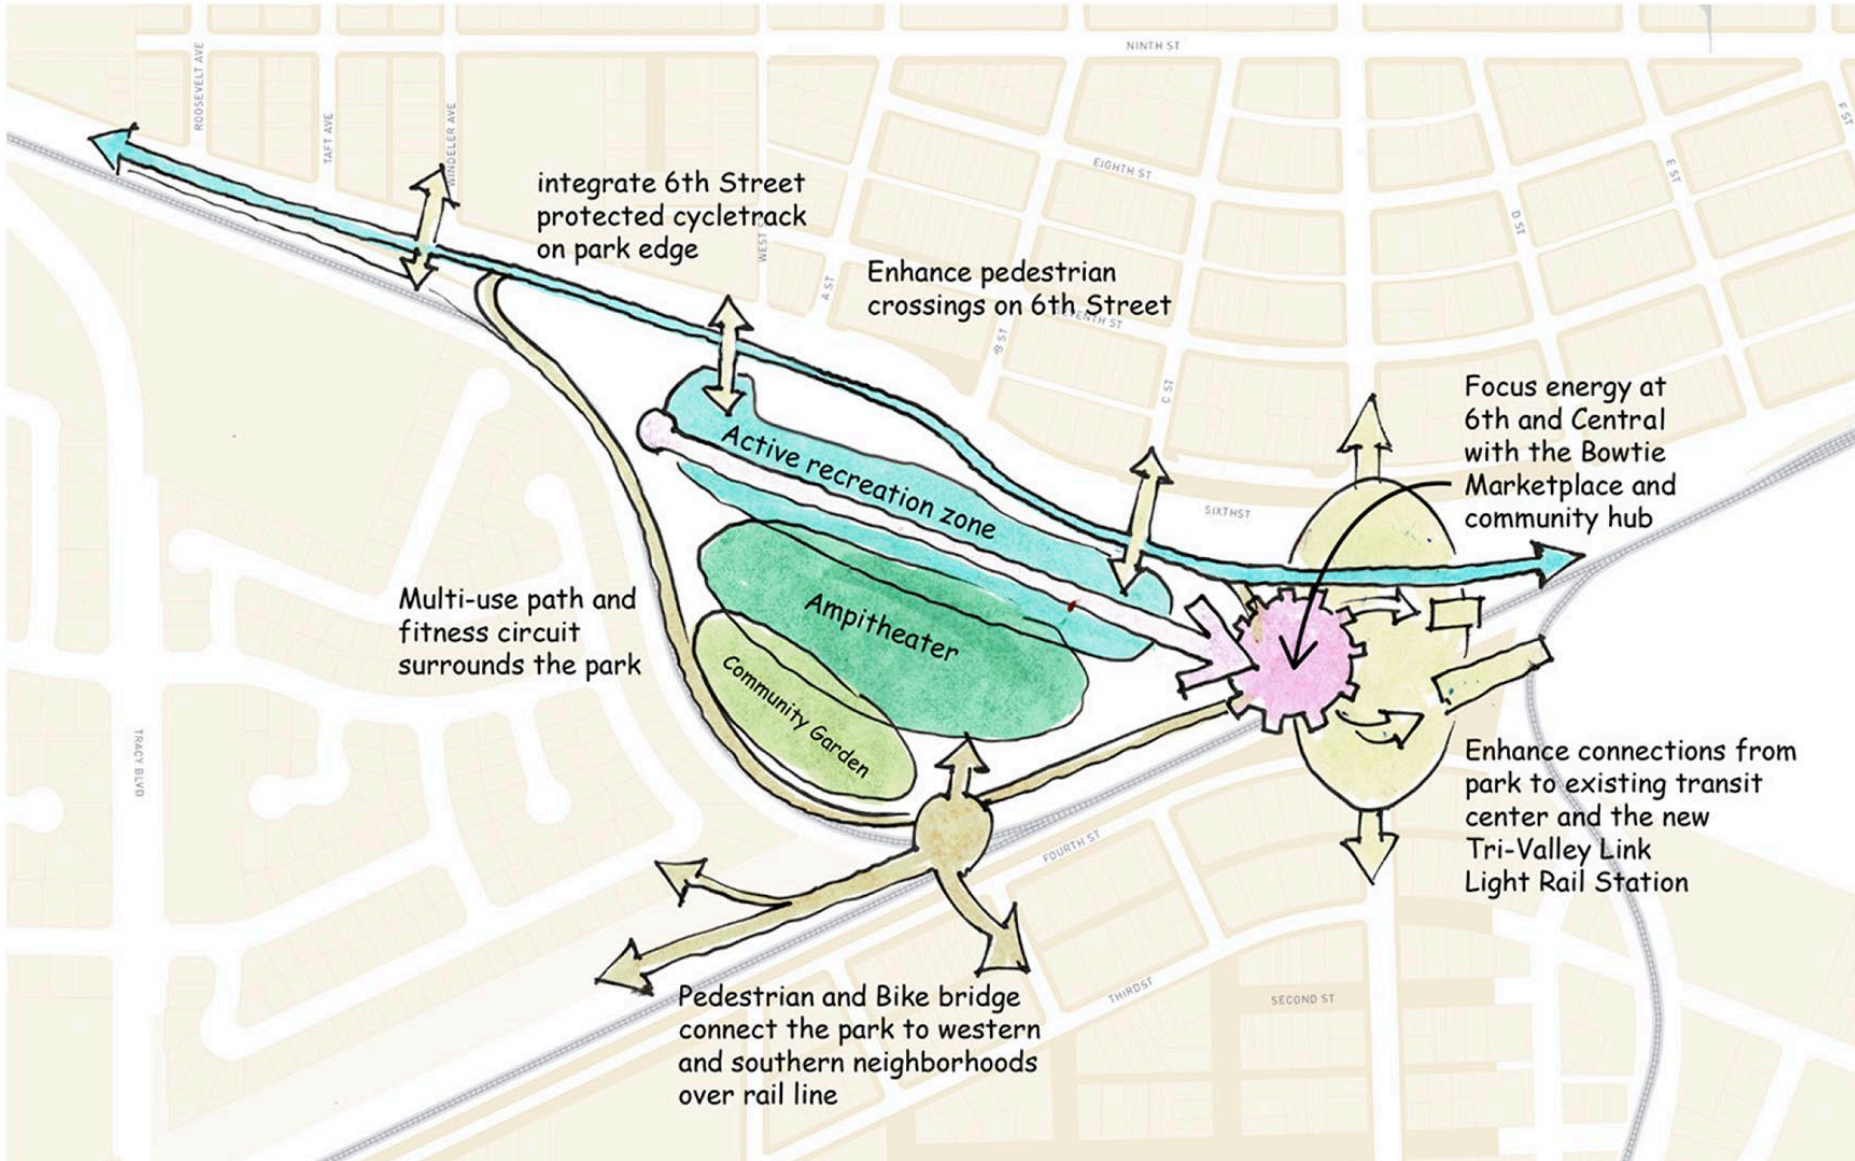 NINTH ST
ROOSEVELT AVE
TAFT AVE
WINDELER AVE
EIGHTH ST
E ST
F ST
D ST
integrate 6th Street
protected cycletrack
on park edge
WEST
A ST
Enhance pedestrian
crossings on 6th Street
SEVENTH ST
B ST
C ST
Focus energy at
6th and Central
with the Bowtie
Marketplace and
community hub
Active recreation zone
SIXTHST
Multi-use path and
fitness circuit
surrounds the park
Ampitheater
Community Garden
TRACY BLVD
Enhance connections from
park to existing transit
center and the new
Tri-Valley Link
Light Rail Station
FOURTH ST
Pedestrian and Bike bridge
connect the park to western
and southern neighborhoods
over rail line
THIRDST
SECOND ST